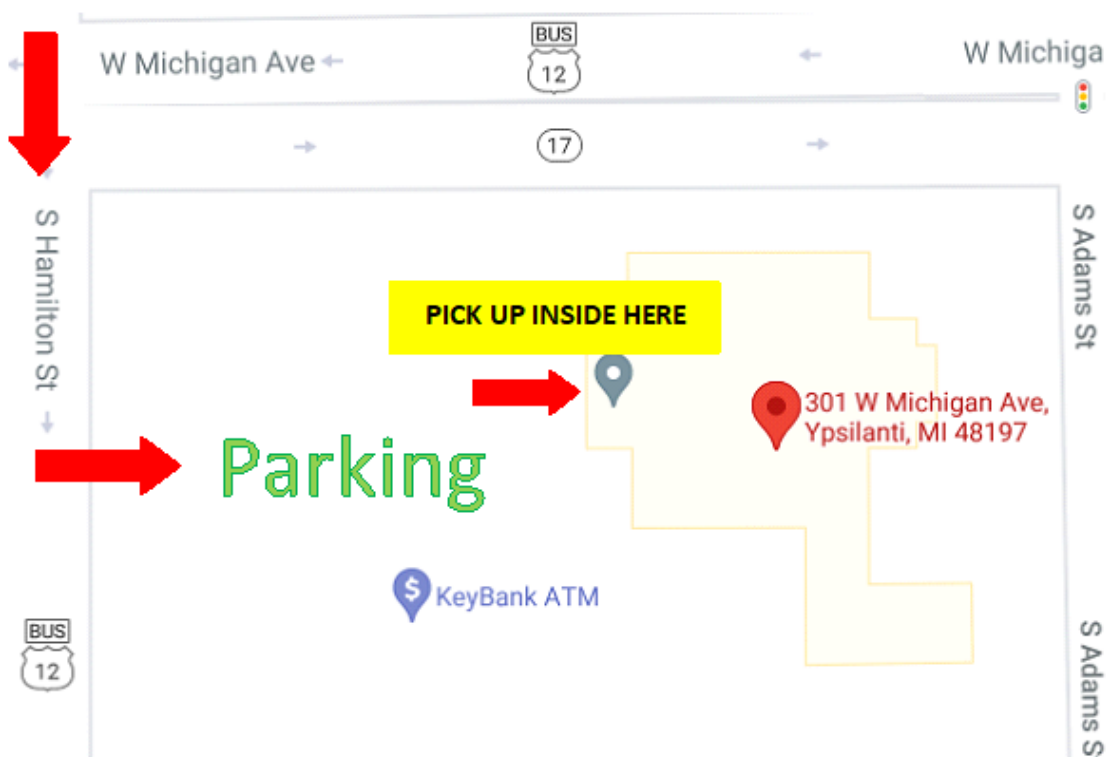 BUS
12
W Michigan Ave
W Michiga
17
S Hamilton St
S Adams St
PICK UP INSIDE HERE
301 W Michigan Ave,
Ypsilanti, MI 48197
Parking
$
KeyBank ATM
BUS
12
S Adams S